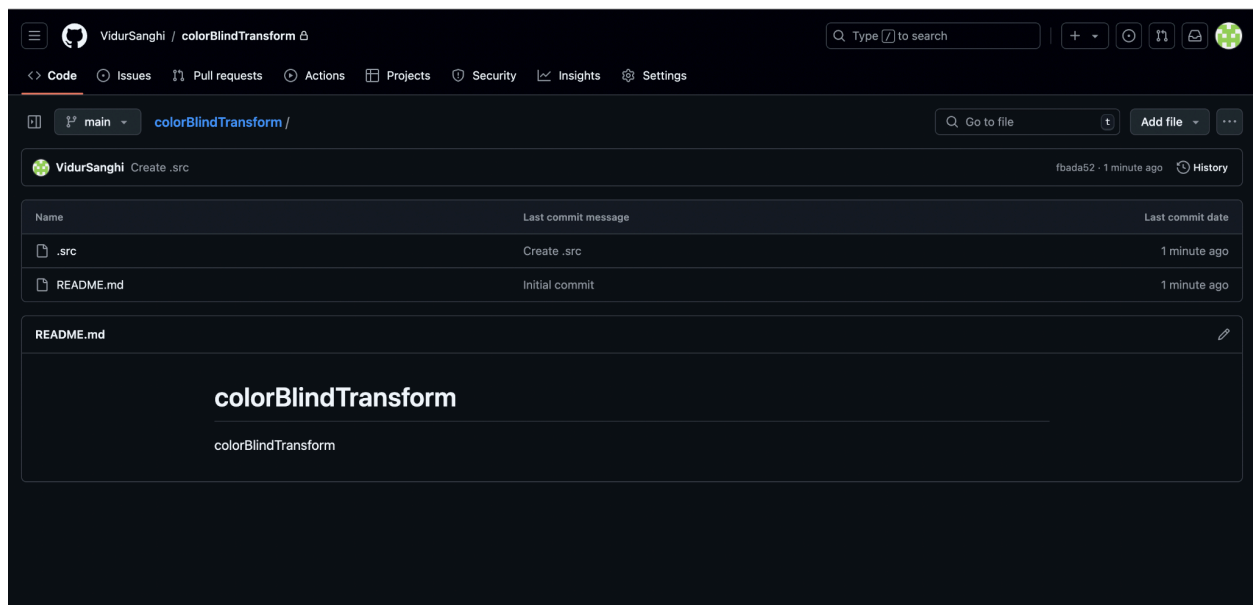 VidurSanghi / colorBlindTransform
Type / to search
Code Issues Pull requests Actions Projects Security Insights Settings
main colorBlindTransform / Go to file t Add file
VidurSanghi Create .src fbada52 · 1 minute ago History
Name Last commit message Last commit date
.src Create .src 1 minute ago
README.md Initial commit 1 minute ago
README.md
colorBlindTransform
colorBlindTransform